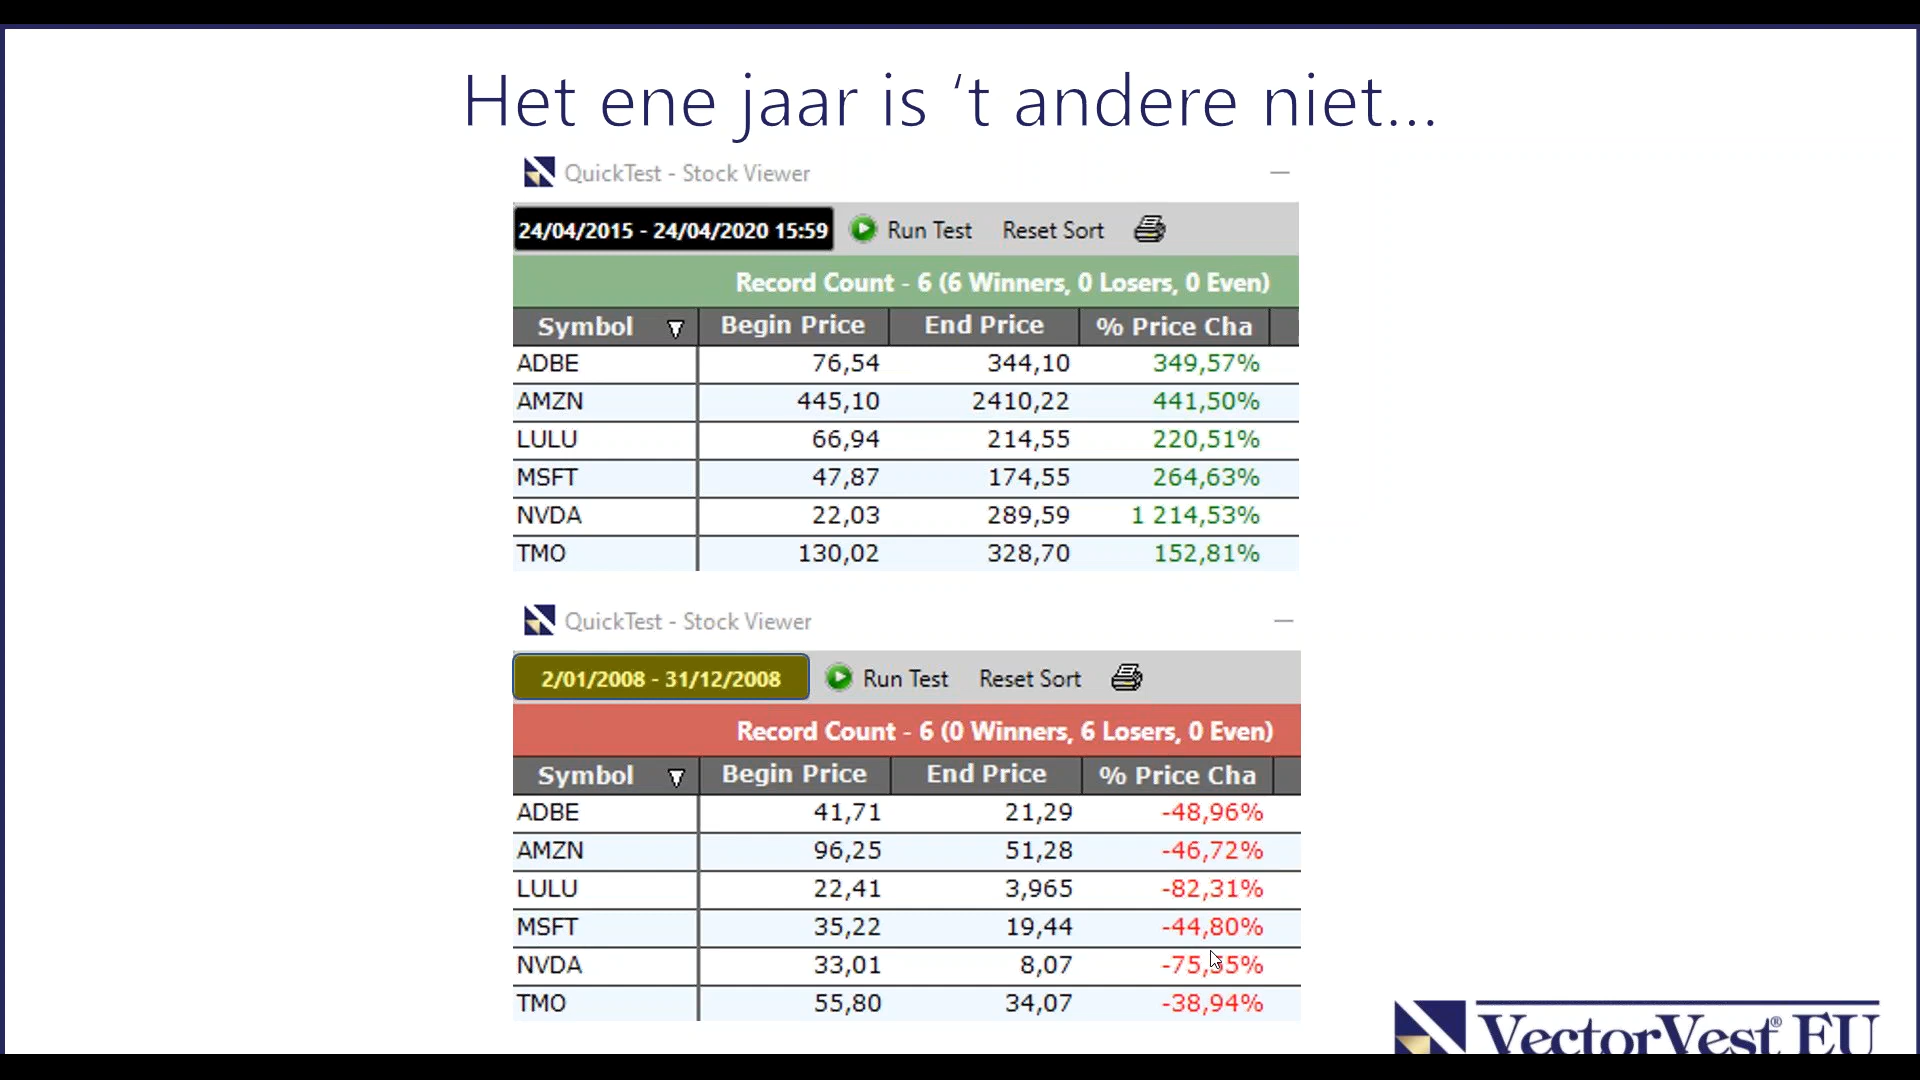 Het ene jaar is ‘t andere niet...
QuickTest - Stock Viewer
24/04/2015 - 24/04/2020 15:59 Run Test Reset Sort
Record Count - 6 (6 Winners, 0 Losers, 0 Even)
Symbol Begin Price End Price % Price Cha
ADBE 76,54 344,10 349,57%
AMZN 445,10 2410,22 441,50%
LULU 66,94 214,55 220,51%
MSFT 47,87 174,55 264,63%
NVDA 22,03 289,59 1 214,53%
TMO 130,02 328,70 152,81%
QuickTest - Stock Viewer
2/01/2008 - 31/12/2008 Run Test Reset Sort
Record Count - 6 (0 Winners, 6 Losers, 0 Even)
Symbol Begin Price End Price % Price Cha
ADBE 41,71 21,29 -48,96%
AMZN 96,25 51,28 -46,72%
LULU 22,41 3,965 -82,31%
MSFT 35,22 19,44 -44,80%
NVDA 33,01 8,07
TMO 55,80 34,07 -38,94%
VectorVest® EU